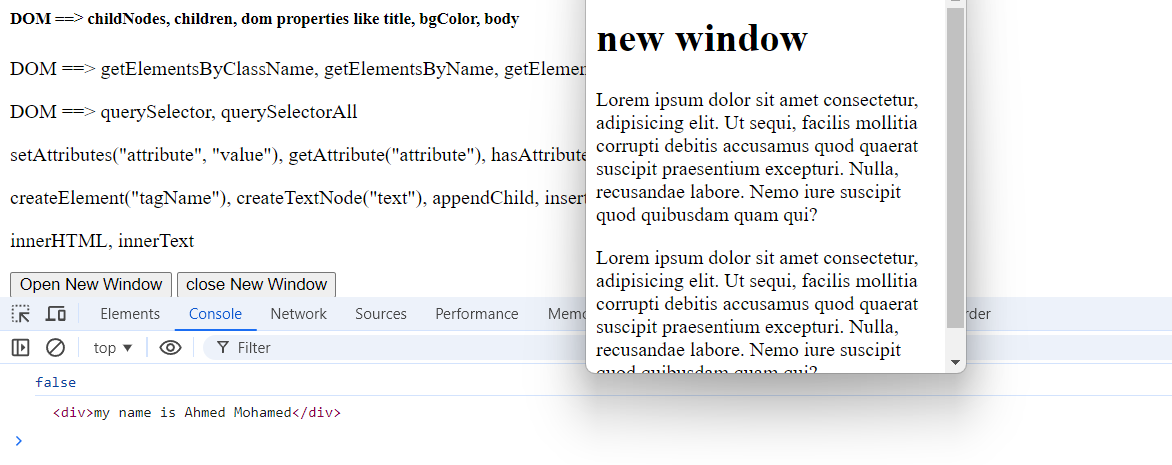 DOM ==> childNodes, children, dom properties like title, bgColor, body
DOM ==> getElementsByClassName, getElementsByName, getElemen
DOM ==> querySelector, querySelectorAll
setAttributes("attribute", "value"), getAttribute("attribute"), hasAttribute
createElement("tagName"), createTextNode("text"), appendChild, insert
innerHTML, innerText
Open New Window close New Window
new window
Lorem ipsum dolor sit amet consectetur,
adipisicing elit. Ut sequi, facilis mollitia
corrupti debitis accusamus quod quaerat
suscipit praesentium excepturi. Nulla,
recusandae labore. Nemo iure suscipit
quod quibusdam quam qui?
Lorem ipsum dolor sit amet consectetur,
adipisicing elit. Ut sequi, facilis mollitia
corrupti debitis accusamus quod quaerat
suscipit praesentium excepturi. Nulla,
recusandae labore. Nemo iure suscipit
quod quibusdam quam qui?
Elements Console Network Sources Performance Memo rder
top Filter
false
<div>my name is Ahmed Mohamed</div>